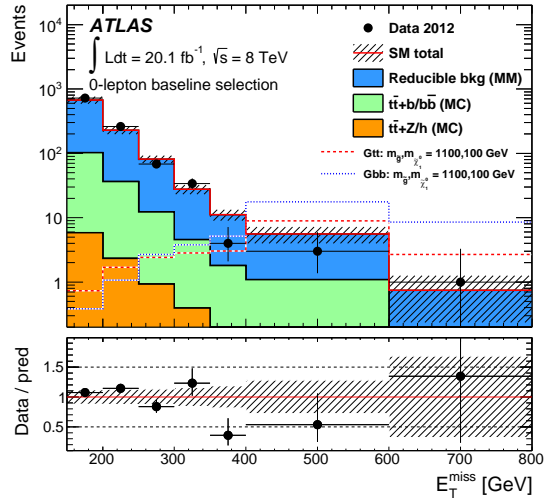 Events
10⁴
10³
10²
10
1
ATLAS
∫ Ldt = 20.1 fb⁻¹, √s = 8 TeV
0-lepton baseline selection
Data 2012
SM total
Reducible bkg (MM)
tt̄+b/bb̄ (MC)
tt̄+Z/h (MC)
Gtt: m_g̃,m_χ̃₁⁰ = 1100,100 GeV
Gbb: m_g̃,m_χ̃₁⁰ = 1100,100 GeV
Data / pred
1.5
1
0.5
200 300 400 500 600 700 800
E_T^miss [GeV]